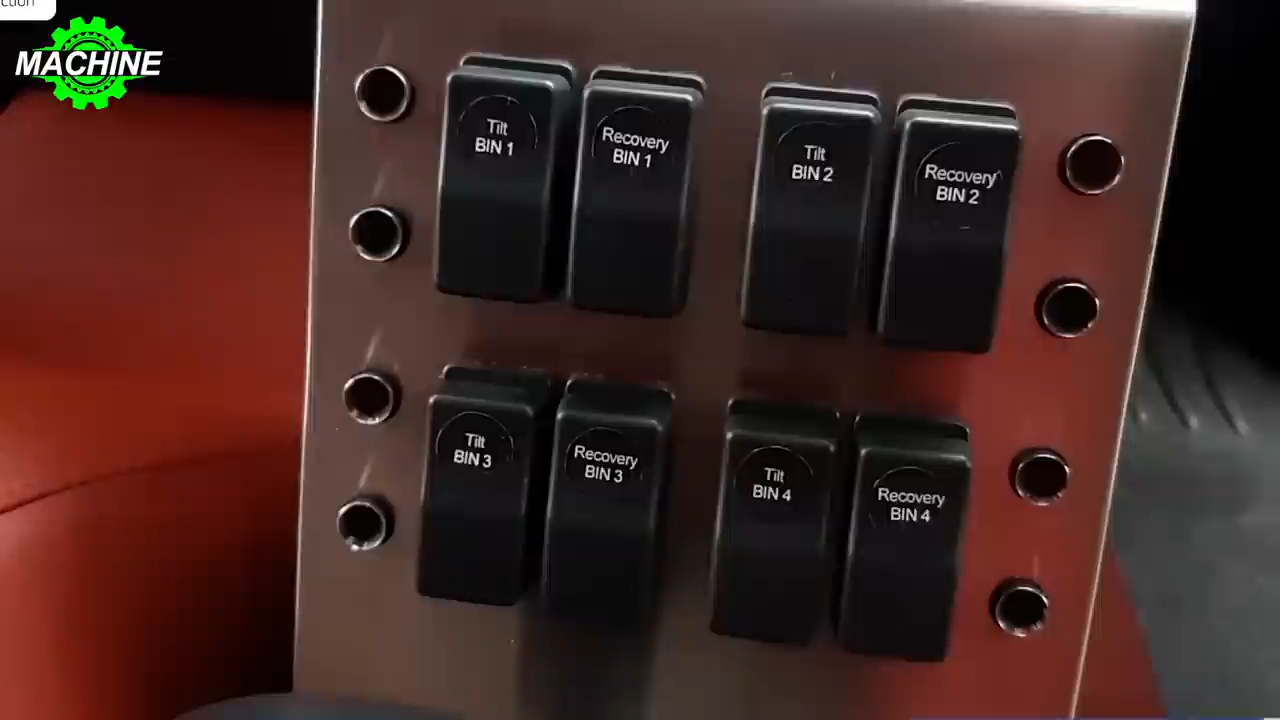 ction
MACHINE
Tilt
BIN 1
Recovery
BIN 1
Tilt
BIN 2
Recovery
BIN 2
Tilt
BIN 3
Recovery
BIN 3
Tilt
BIN 4
Recovery
BIN 4